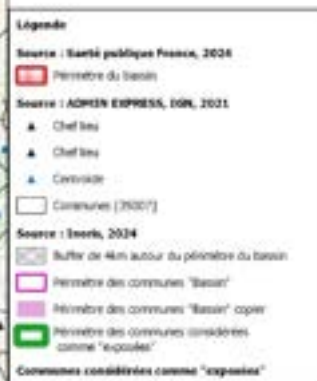 Légende
Source : Santé publique France, 2024
Périmètre du bassin
Source : ADMIN EXPRESS, IGN, 2021
Chef lieu
Chef lieu
Centroïde
Communes [3500?]
Source : Ineris, 2024
Buffer de 4km autour du périmètre du bassin
Périmètre des communes "Bassin"
Périmètre des communes "Bassin" copier
Périmètre des communes considérées
comme "exposées"
Communes considérées comme "exposées"